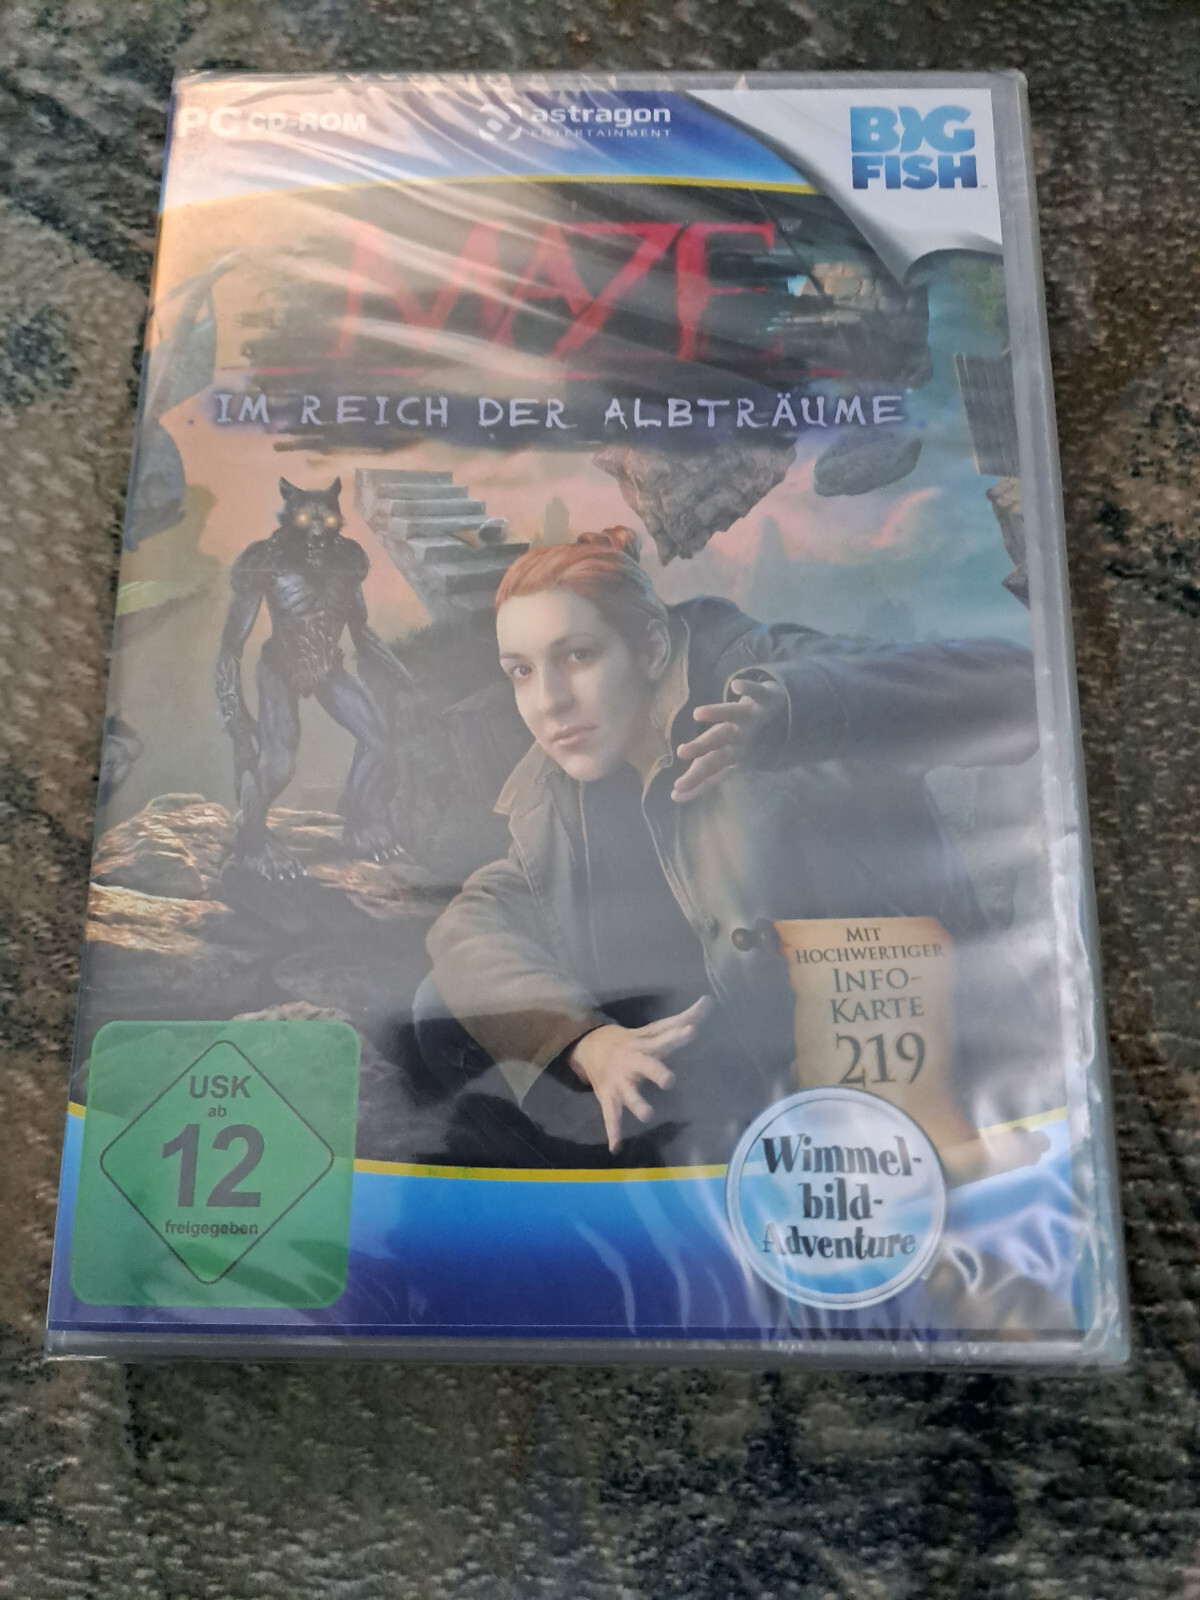 PC CD-ROM
astragon
ENTERTAINMENT
BIG
FISH
MAZE
IM REICH DER ALBTRÄUME
MIT
HOCHWERTIGER
INFO-
KARTE
219
USK
ab
12
freigegeben
Wimmel-
bild-
Adventure